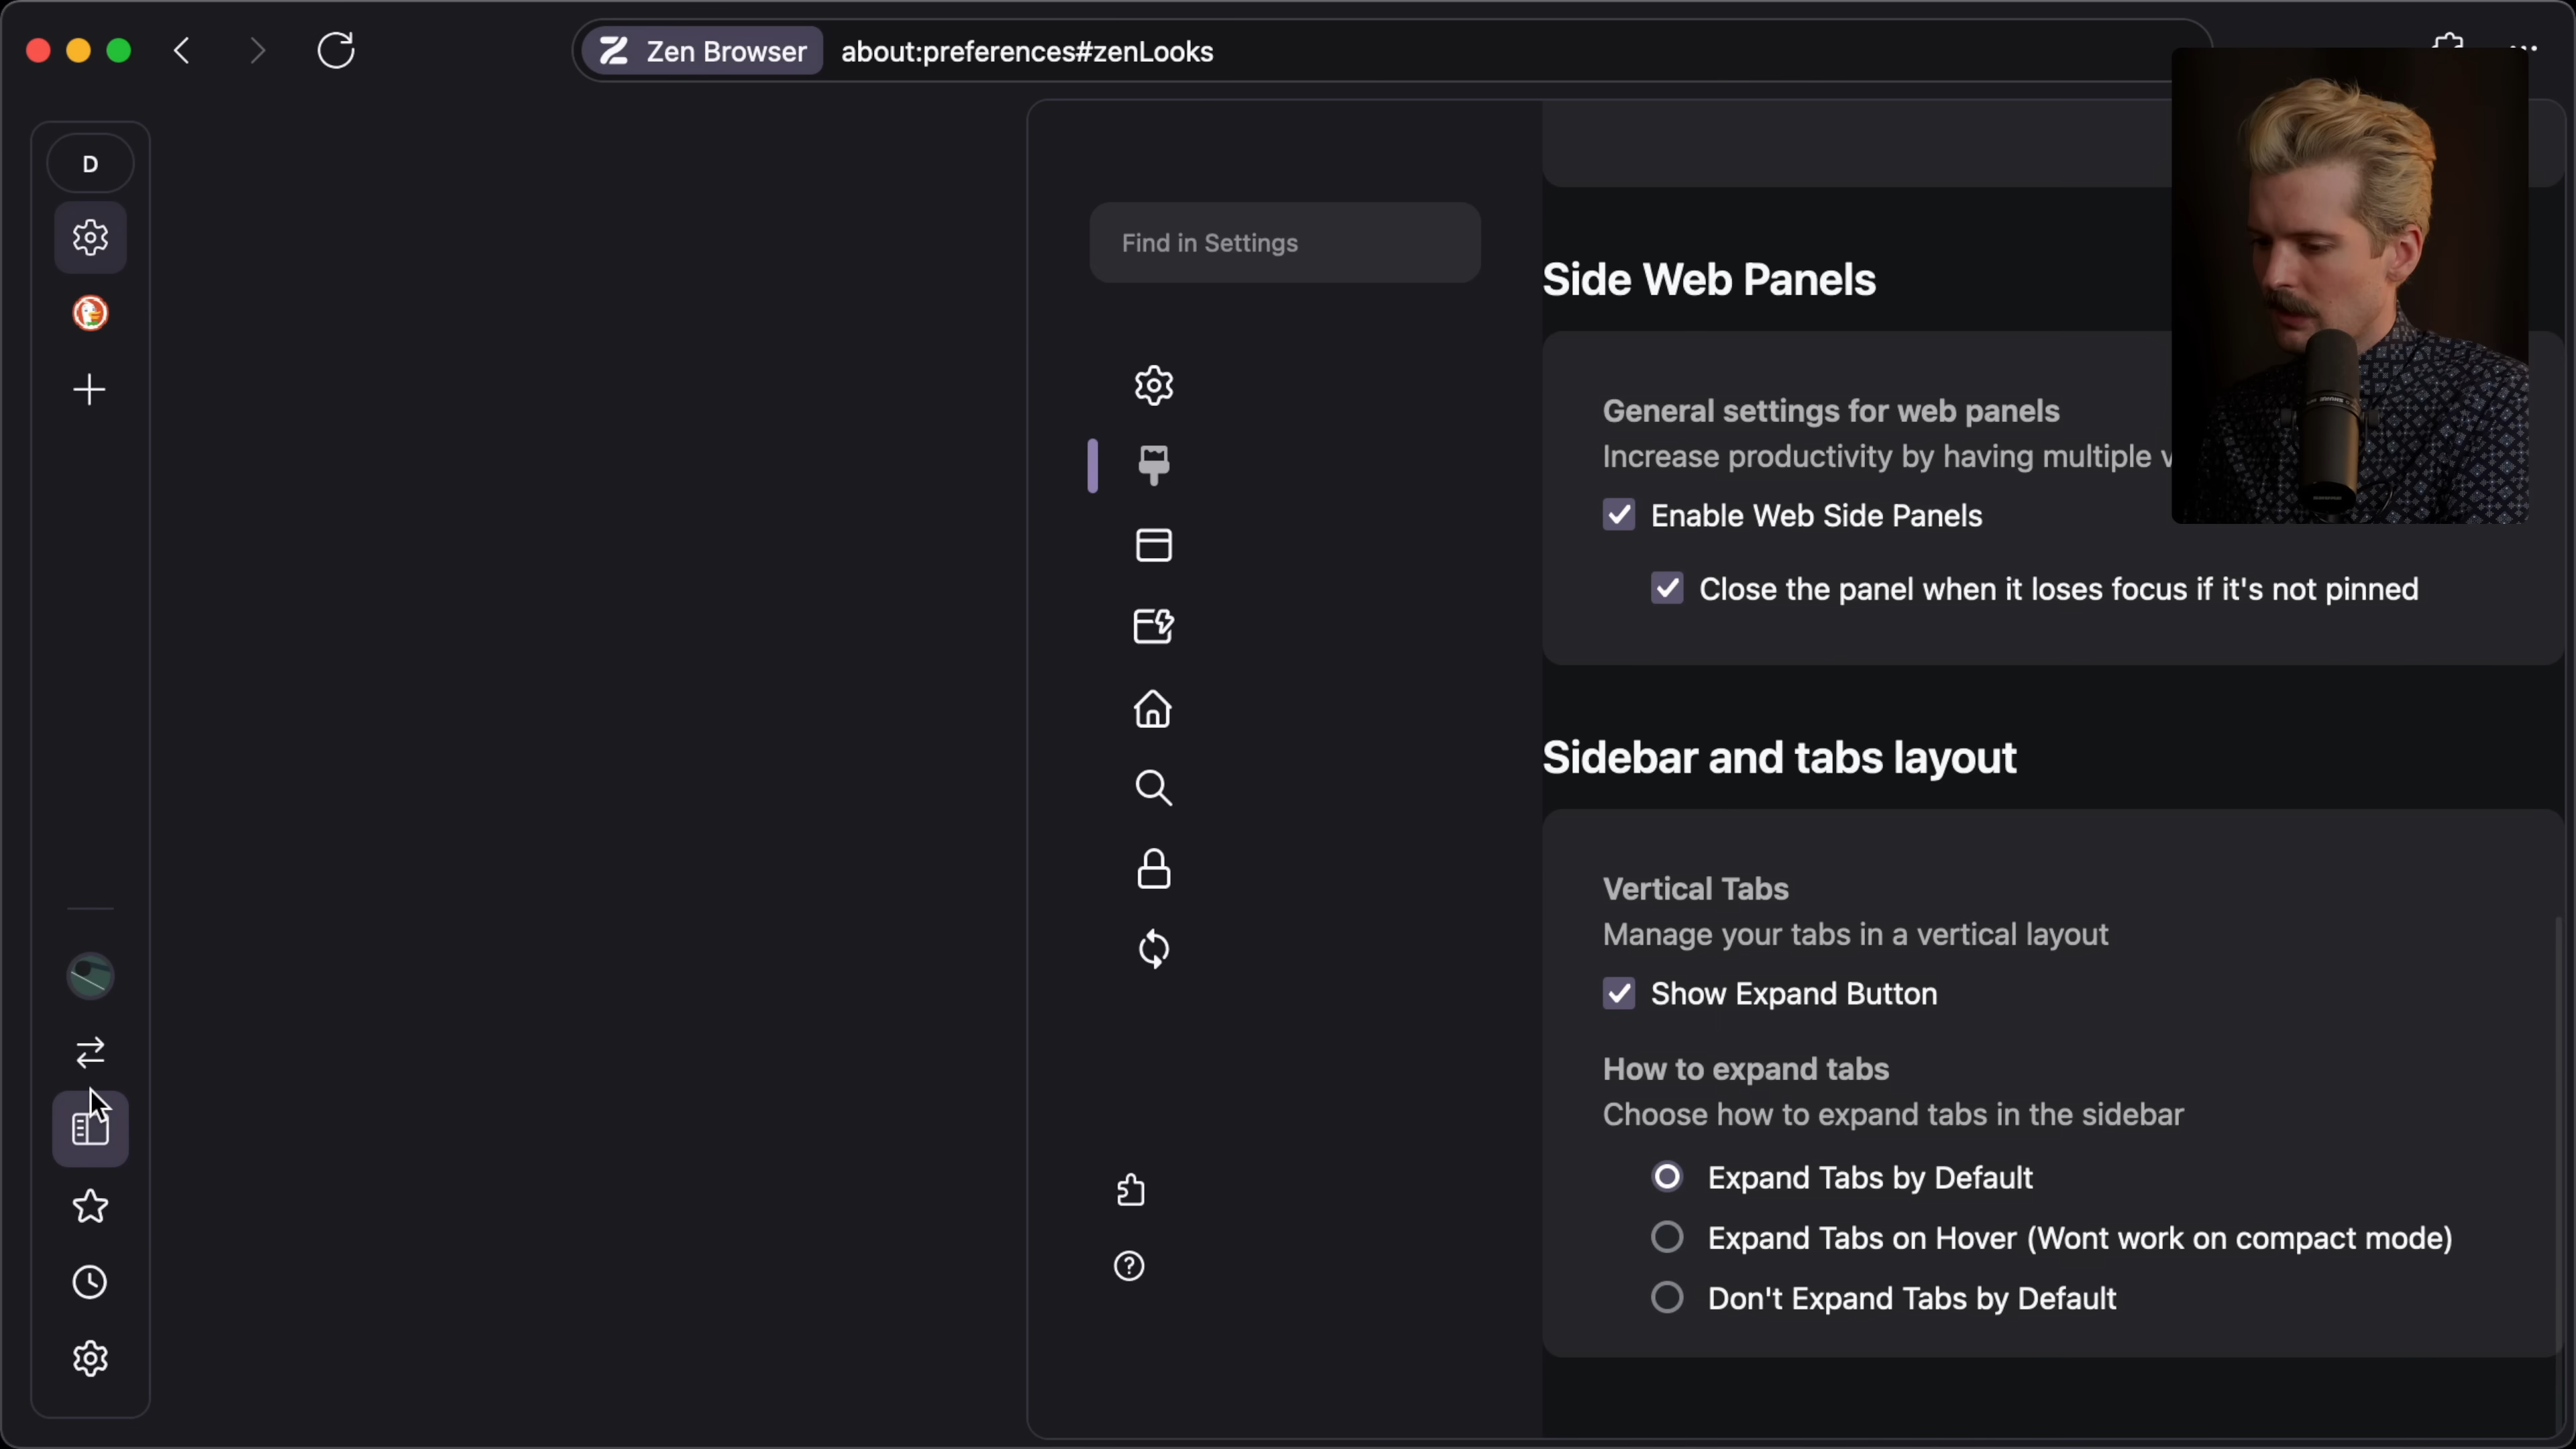 Zen Browser about:preferences#zenLooks
D
Find in Settings
Side Web Panels
General settings for web panels
Increase productivity by having multiple
Enable Web Side Panels
Close the panel when it loses focus if it's not pinned
Sidebar and tabs layout
Vertical Tabs
Manage your tabs in a vertical layout
Show Expand Button
How to expand tabs
Choose how to expand tabs in the sidebar
Expand Tabs by Default
Expand Tabs on Hover (Wont work on compact mode)
Don't Expand Tabs by Default